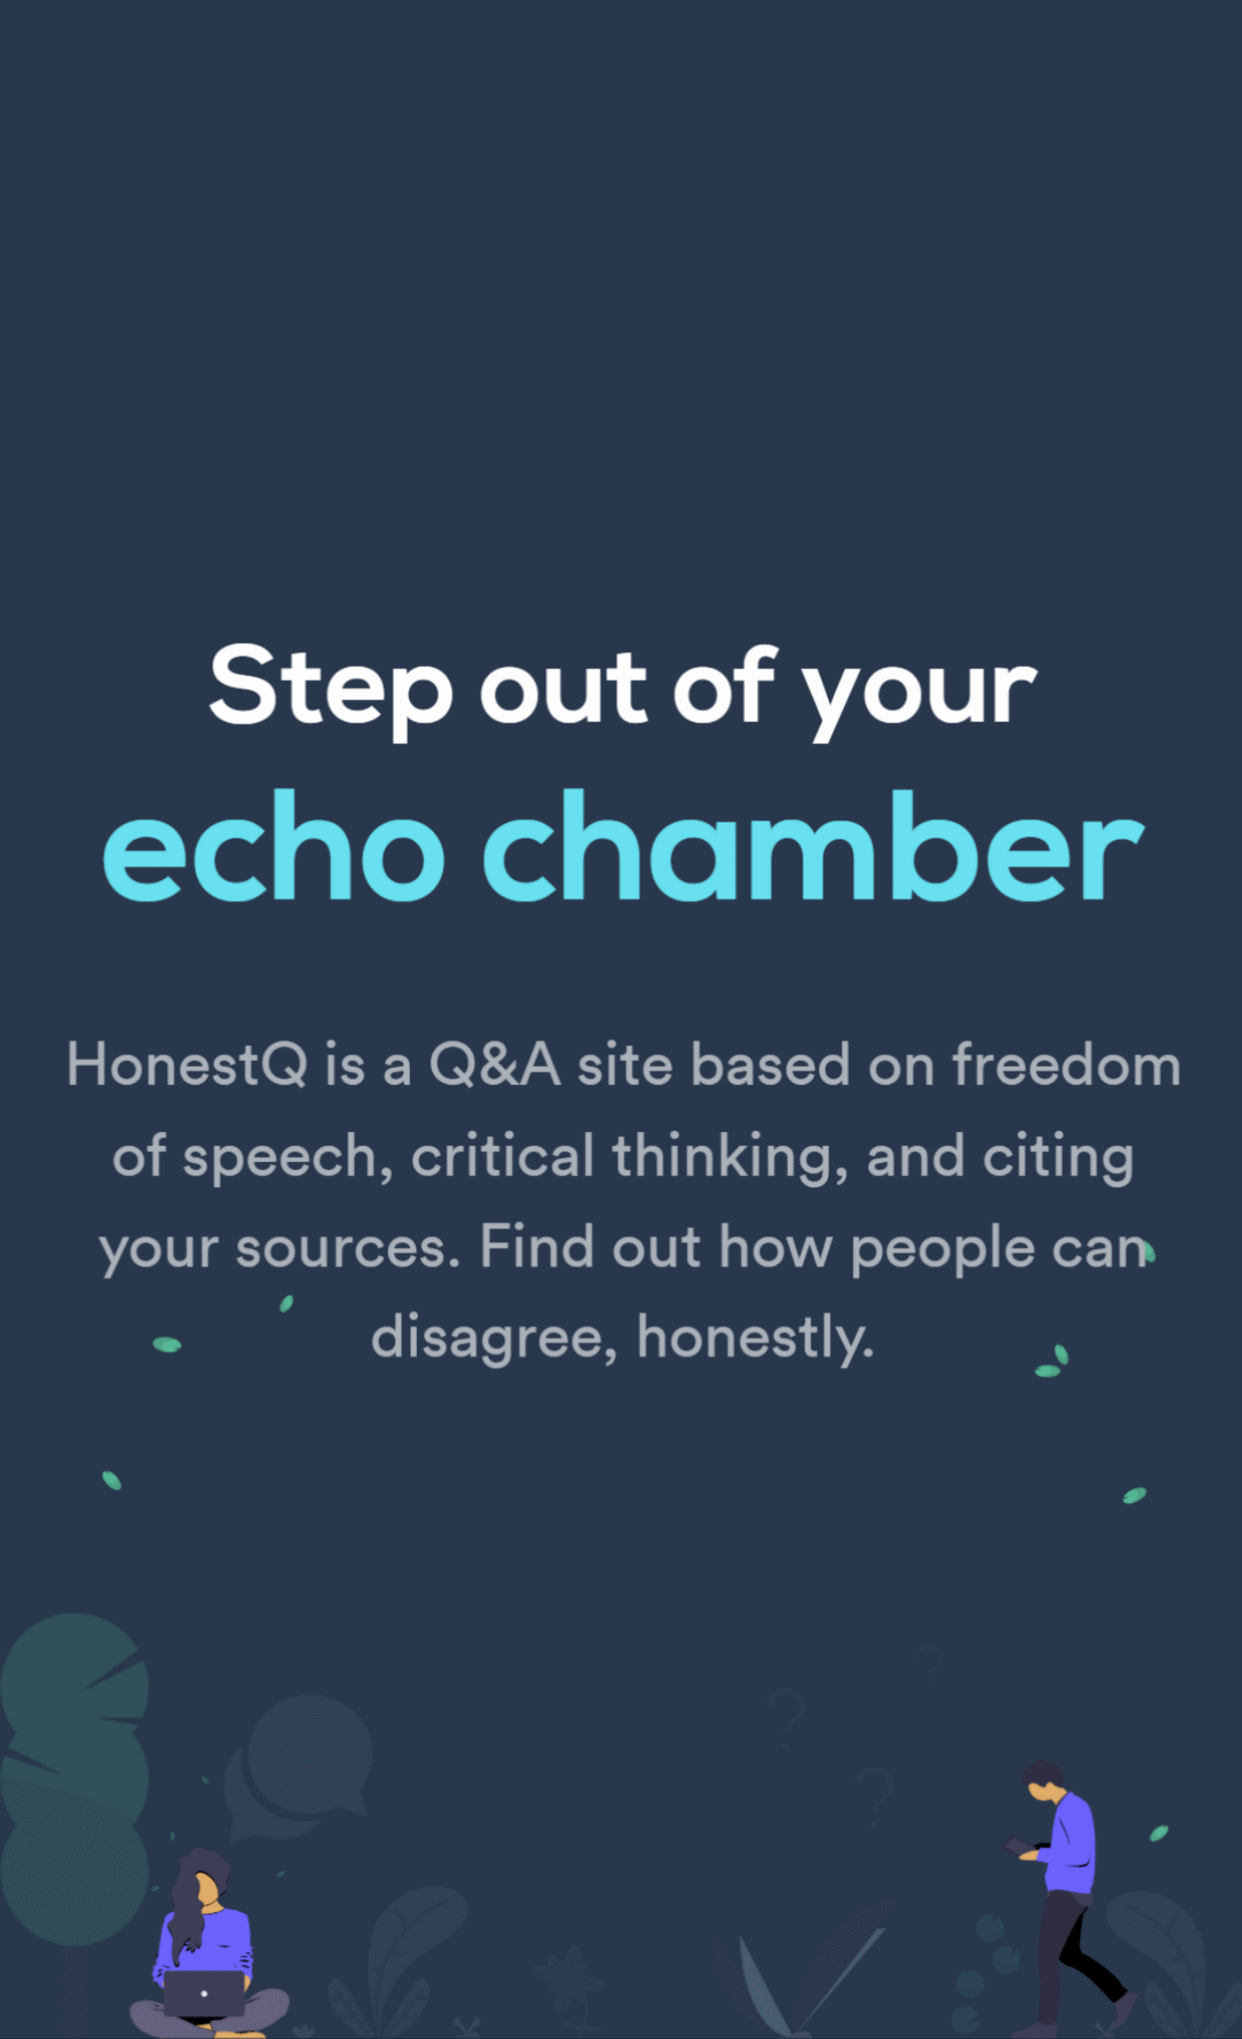 Step out of your
echo chamber
HonestQ is a Q&A site based on freedom
of speech, critical thinking, and citing
your sources. Find out how people can
disagree, honestly.
?
?
?